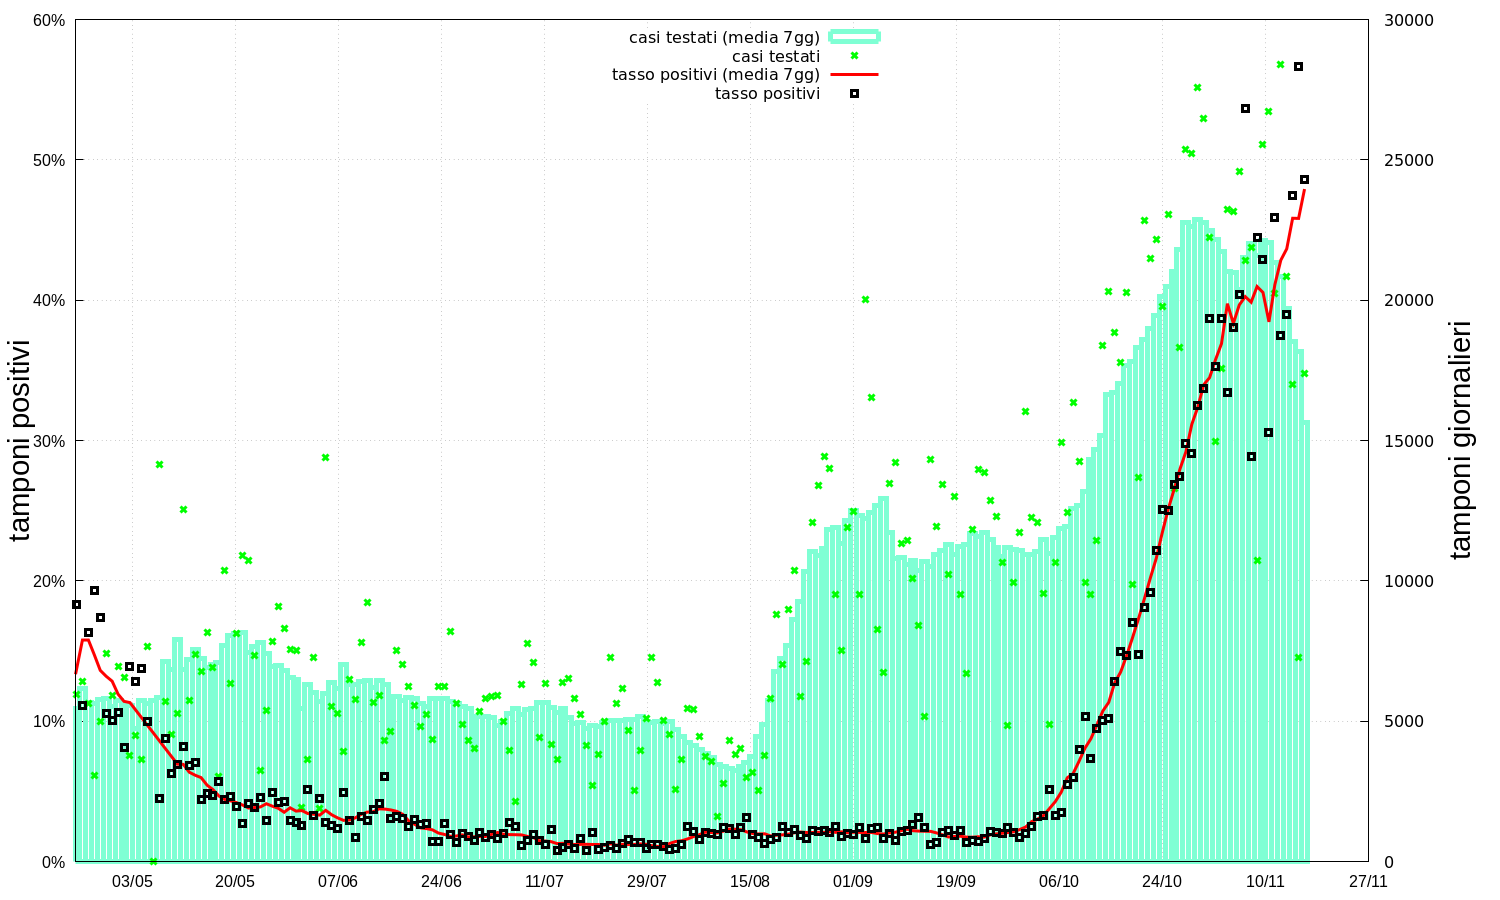 casi testati (media 7gg)
casi testati
tasso positivi (media 7gg)
tasso positivi
60%
50%
40%
30%
20%
10%
0%
tamponi positivi
30000
25000
20000
15000
10000
5000
0
tamponi giornalieri
03/05 20/05 07/06 24/06 11/07 29/07 15/08 01/09 19/09 06/10 24/10 10/11 27/11